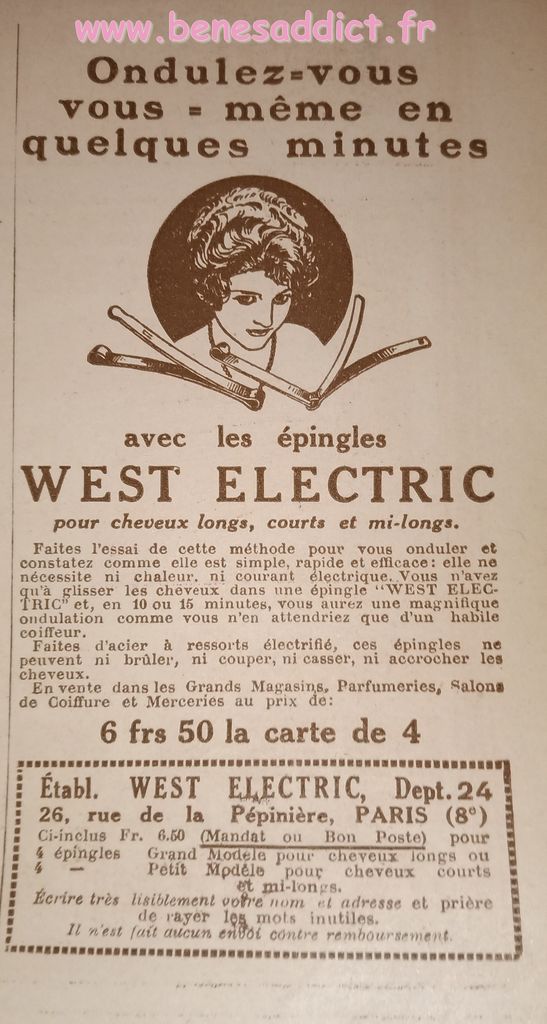 www.benesaddict.fr
Ondulez=vous
vous = même en
quelques minutes
avec les épingles
WEST ELECTRIC
pour cheveux longs, courts et mi-longs.
Faites l'essai de cette méthode pour vous onduler et
constatez comme elle est simple, rapide et efficace: elle ne
nécessite ni chaleur, ni courant électrique. Vous n'avez
qu'à glisser les cheveux dans une épingle "WEST ELEC-
TRIC" et, en 10 ou 15 minutes, vous aurez une magnifique
ondulation comme vous n'en attendriez que d'un habile
coiffeur.
Faites d'acier à ressorts électrifié, ces épingles ne
peuvent ni brûler, ni couper, ni casser, ni accrocher les
cheveux.
En vente dans les Grands Magasins, Parfumeries, Salons
de Coiffure et Merceries au prix de:
6 frs 50 la carte de 4
Établ. WEST ELECTRIC, Dept. 24
26, rue de la Pépinière, PARIS (8e)
Ci-inclus Fr. 6.50 (Mandat ou Bon Poste) pour
4 épingles Grand Modèle pour cheveux longs ou
4 — Petit Modèle pour cheveux courts
et mi-longs.
Écrire très lisiblement votre nom et adresse et prière
de rayer les mots inutiles.
Il n'est fait aucun envoi contre remboursement.